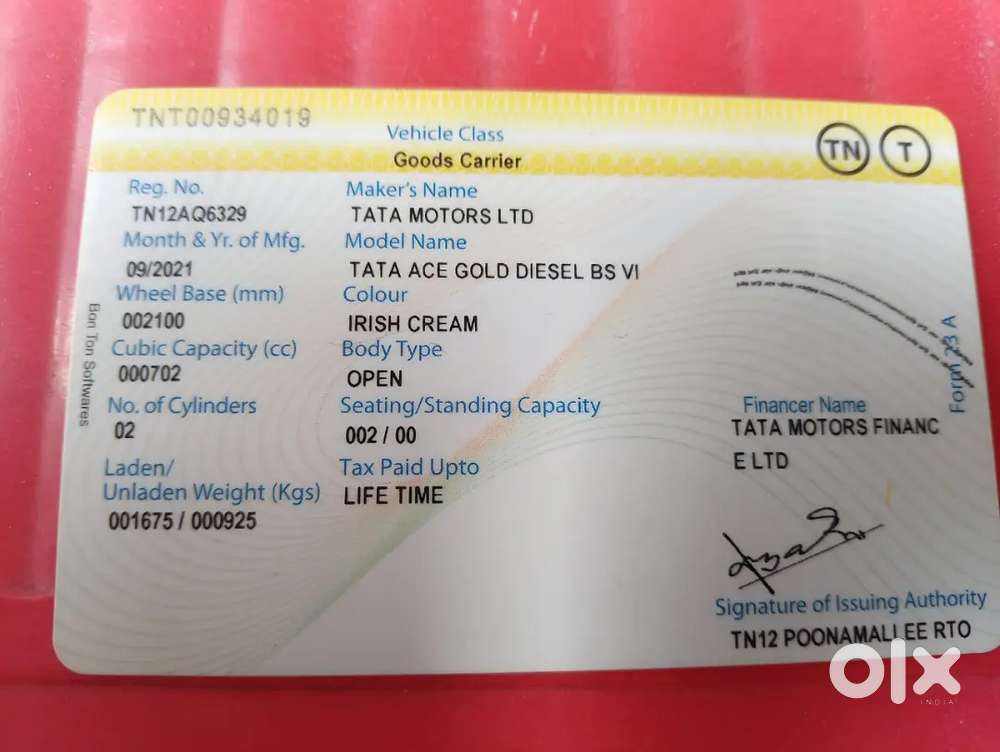 TNT00934019
Vehicle Class
Goods Carrier
TN
T
Reg. No.
TN12AQ6329
Maker's Name
TATA MOTORS LTD
Month & Yr. of Mfg.
09/2021
Model Name
TATA ACE GOLD DIESEL BS VI
Wheel Base (mm)
002100
Colour
IRISH CREAM
Cubic Capacity (cc)
000702
Body Type
OPEN
No. of Cylinders
02
Seating/Standing Capacity
002 / 00
Laden/
Unladen Weight (Kgs)
001675 / 000925
Tax Paid Upto
LIFE TIME
Financer Name
TATA MOTORS FINANC
E LTD
Signature of Issuing Authority
TN12 POONAMALLEE RTO
Form 23 A
Bon Ton Softwares
olx
INDIA